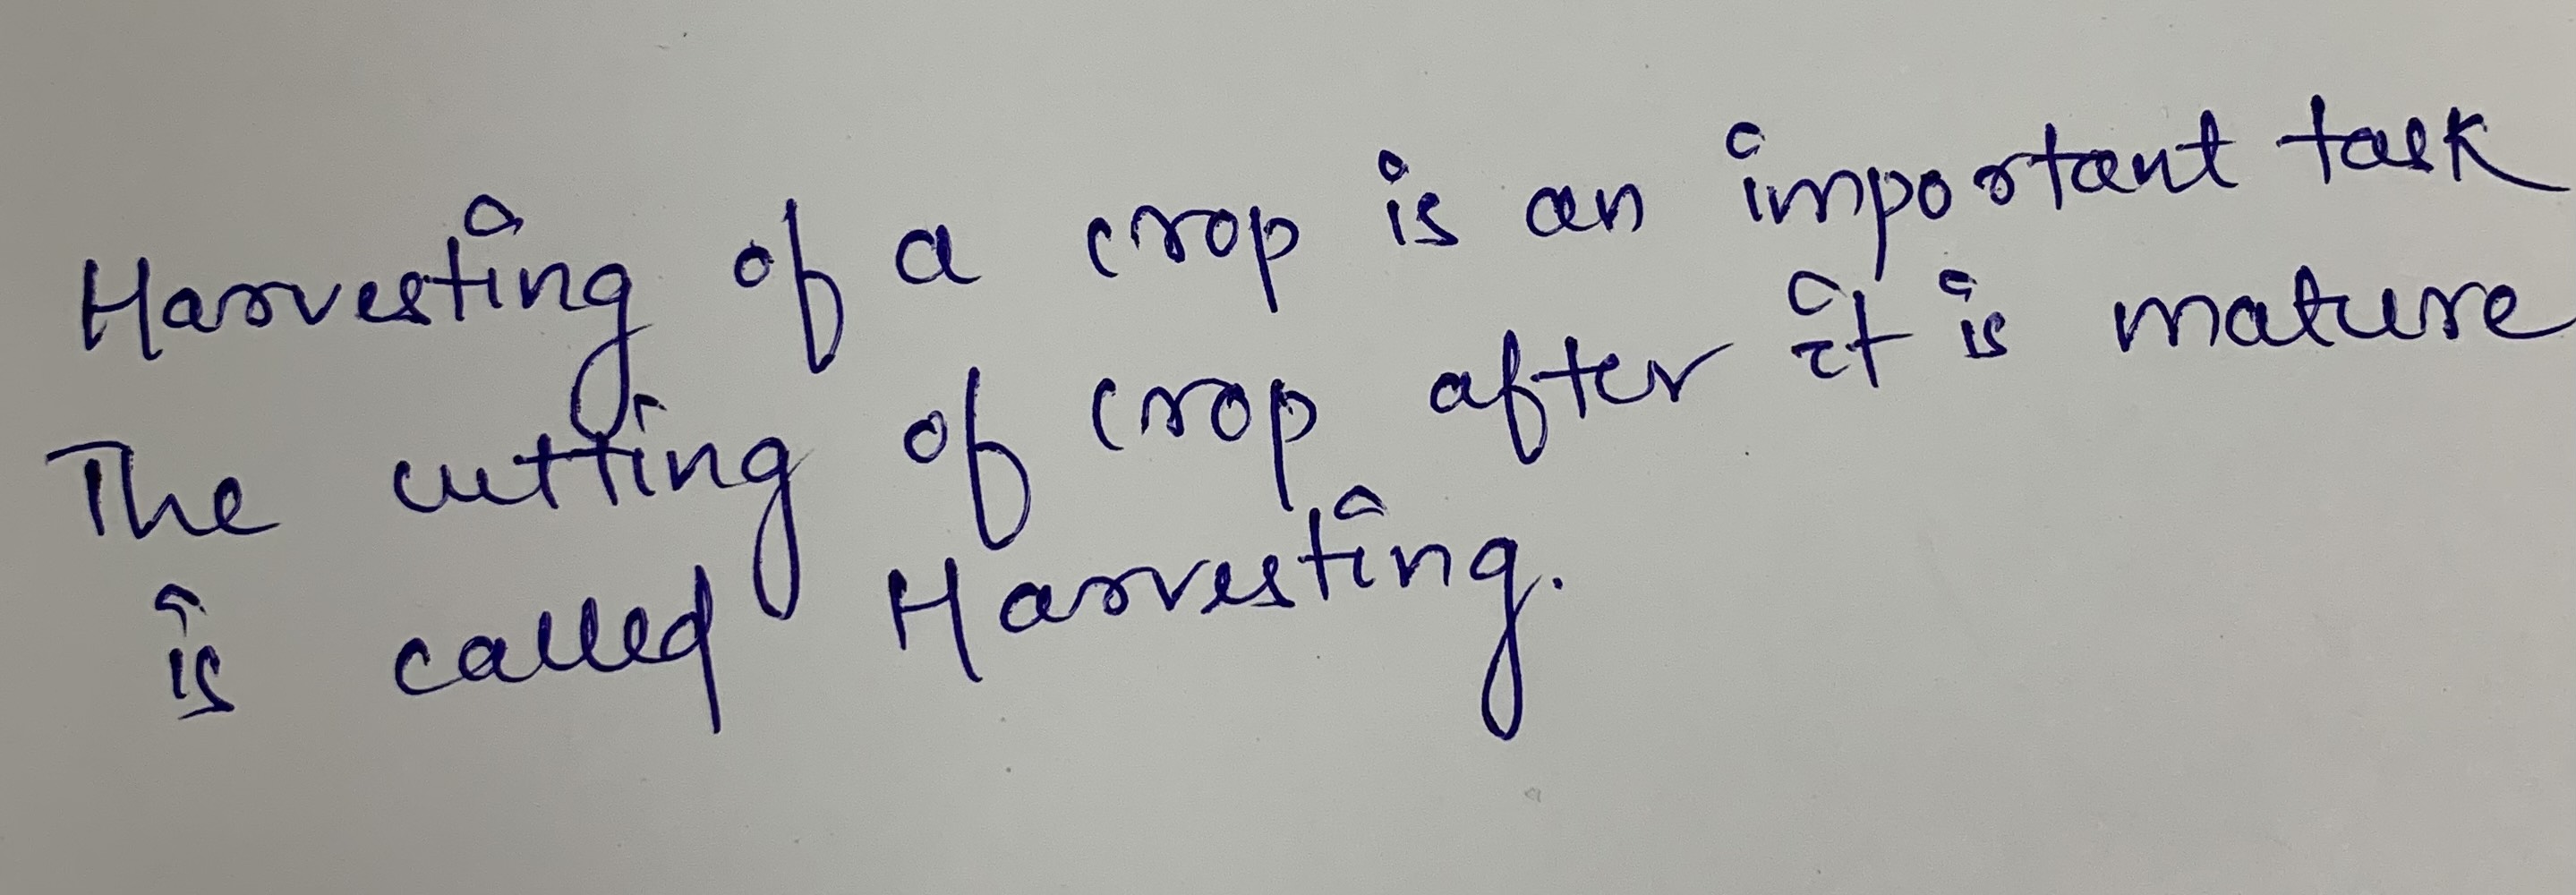 Harvesting of a crop is an important task
The cutting of crop after it is mature
is called Harvesting.